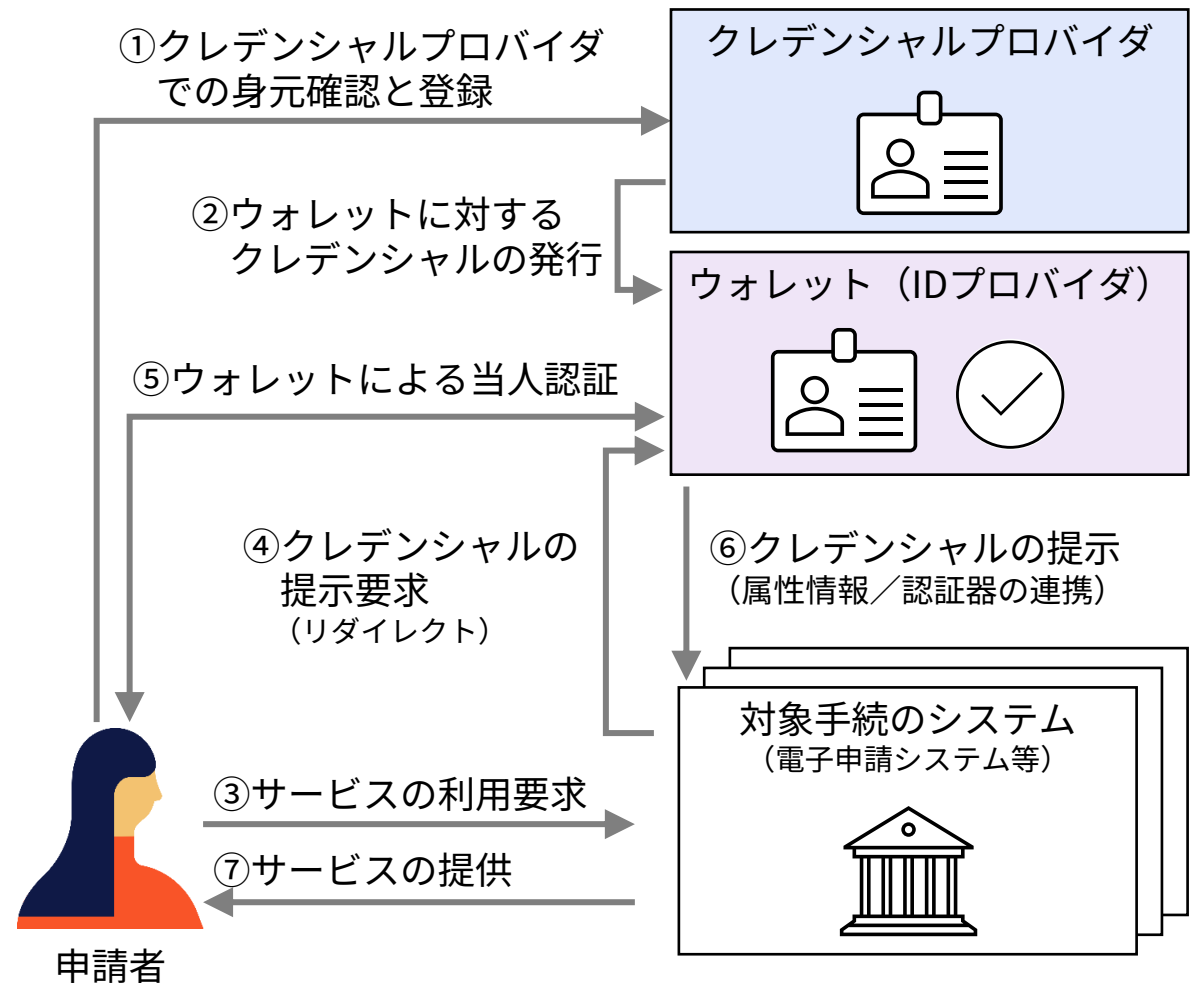 ①クレデンシャルプロバイダ
での身元確認と登録
クレデンシャルプロバイダ
②ウォレットに対する
クレデンシャルの発行
ウォレット（IDプロバイダ）
⑤ウォレットによる当人認証
④クレデンシャルの
提示要求
（リダイレクト）
⑥クレデンシャルの提示
（属性情報／認証器の連携）
対象手続のシステム
（電子申請システム等）
③サービスの利用要求
⑦サービスの提供
申請者